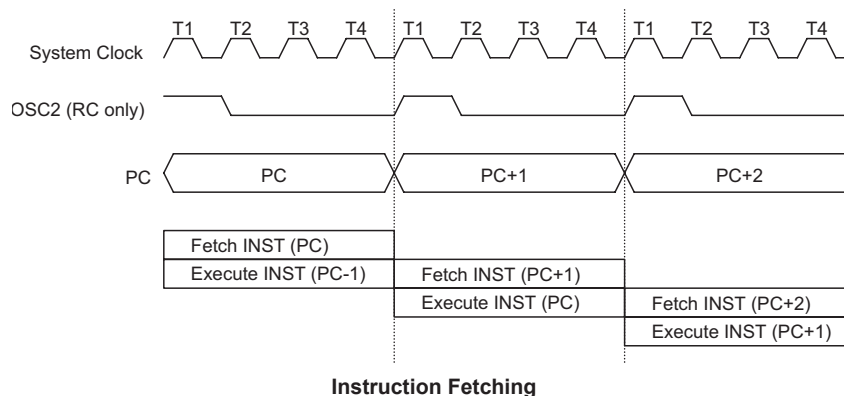 T1 T2 T3 T4 T1 T2 T3 T4 T1 T2 T3 T4
System Clock
OSC2 (RC only)
PC PC PC+1 PC+2
Fetch INST (PC)
Execute INST (PC-1) Fetch INST (PC+1)
Execute INST (PC) Fetch INST (PC+2)
Execute INST (PC+1)
Instruction Fetching